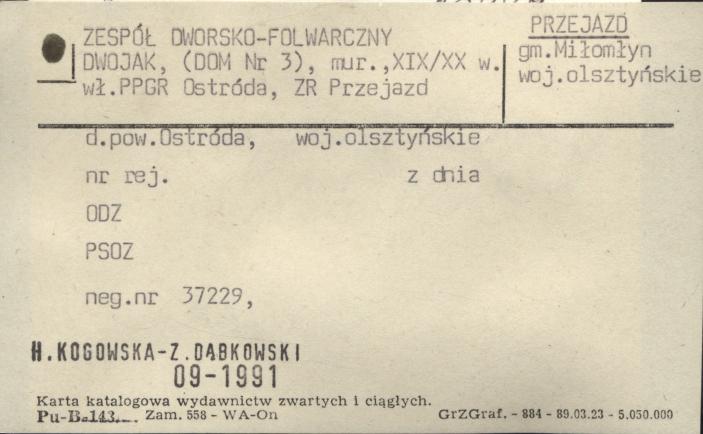 ZESPÓŁ DWORSKO-FOLWARCZNY
DWOJAK, (DOM Nr 3), mur.,XIX/XX w.
wł.PPGR Ostróda, ZR Przejazd
PRZEJAZD
gm.Miłomłyn
woj.olsztyńskie
d.pow.Ostróda, woj.olsztyńskie
nr rej. z dnia
ODZ
PSOZ
neg.nr 37229,
H.KOGOWSKA-Z.DĄBKOWSKI
09-1991
Karta katalogowa wydawnictw zwartych i ciągłych.
Pu-B-143. Zam. 558 - WA-On GrZGraf. - 884 - 89.03.23 - 5.050.000